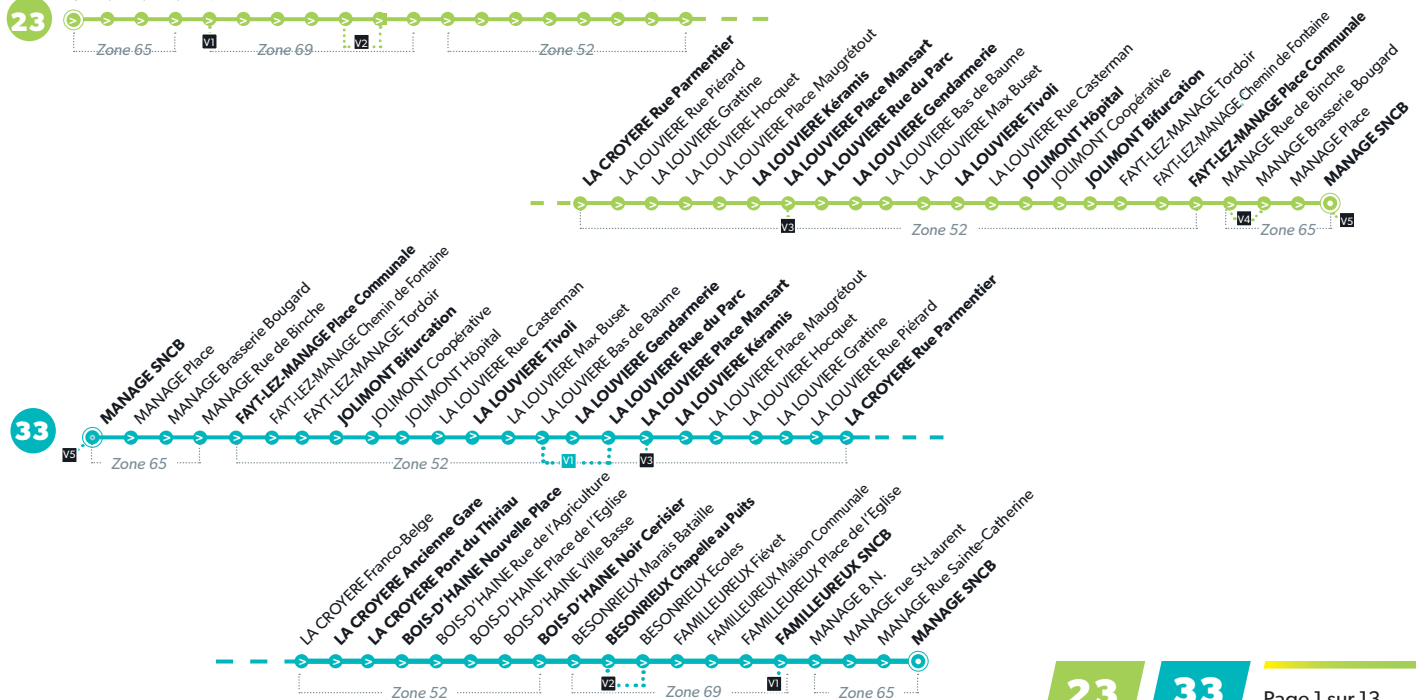 23
V1
V2
Zone 65
Zone 69
Zone 52
LA CROYERE Rue Parmentier
LA LOUVIERE Rue Piérard
LA LOUVIERE Grattine
LA LOUVIERE Hocquet
LA LOUVIERE Place Maugrétout
LA LOUVIERE Kéramis
LA LOUVIERE Place Mansart
LA LOUVIERE Rue du Parc
LA LOUVIERE Gendarmerie
LA LOUVIERE Bas de Baume
LA LOUVIERE Max Buset
LA LOUVIERE Tivoli
LA LOUVIERE Rue Casterman
JOLIMONT Hôpital
JOLIMONT Coopérative
JOLIMONT Bifurcation
FAYT-LEZ-MANAGE Tordoir
FAYT-LEZ-MANAGE Chemin de Fontaine
FAYT-LEZ-MANAGE Place Communale
MANAGE Rue de Binche
MANAGE Brasserie Bougard
MANAGE Place
MANAGE SNCB
V3
V4
V5
Zone 52
Zone 65
33
MANAGE SNCB
MANAGE Place
MANAGE Brasserie Bougard
MANAGE Rue de Binche
FAYT-LEZ-MANAGE Place Communale
FAYT-LEZ-MANAGE Chemin de Fontaine
FAYT-LEZ-MANAGE Tordoir
JOLIMONT Bifurcation
JOLIMONT Coopérative
JOLIMONT Hôpital
LA LOUVIERE Rue Casterman
LA LOUVIERE Tivoli
LA LOUVIERE Max Buset
LA LOUVIERE Bas de Baume
LA LOUVIERE Gendarmerie
LA LOUVIERE Rue du Parc
LA LOUVIERE Place Mansart
LA LOUVIERE Kéramis
LA LOUVIERE Place Maugrétout
LA LOUVIERE Hocquet
LA LOUVIERE Grattine
LA LOUVIERE Rue Piérard
LA CROYERE Rue Parmentier
V5
V1
V3
Zone 65
Zone 52
LA CROYERE Franco-Belge
LA CROYERE Ancienne Gare
LA CROYERE Pont du Thiriau
BOIS-D'HAINE Nouvelle Place
BOIS-D'HAINE Rue de l'Agriculture
BOIS-D'HAINE Place de l'Eglise
BOIS-D'HAINE Ville Basse
BOIS-D'HAINE Noir Cerisier
BESONRIEUX Marais Bataille
BESONRIEUX Chapelle au Puits
BESONRIEUX Ecoles
FAMILLEUREUX Fiévet
FAMILLEUREUX Maison Communale
FAMILLEUREUX Place de l'Eglise
FAMILLEUREUX SNCB
MANAGE B.N.
MANAGE rue St-Laurent
MANAGE Rue Sainte-Catherine
MANAGE SNCB
V2
V1
Zone 52
Zone 69
Zone 65
23
33
Page 1 sur 13